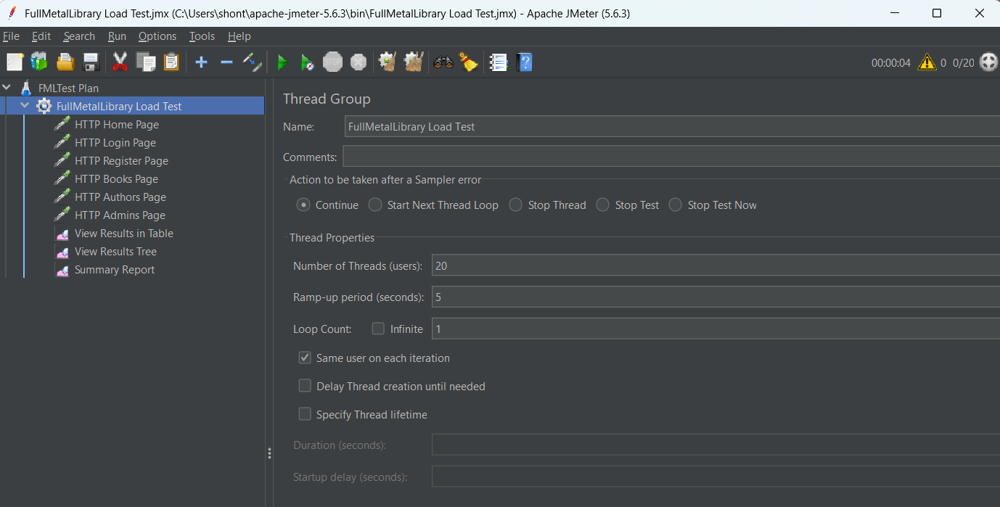 FullMetalLibrary Load Test.jmx (C:\Users\shont\apache-jmeter-5.6.3\bin\FullMetalLibrary Load Test.jmx) - Apache JMeter (5.6.3)
File Edit Search Run Options Tools Help
STOP ? 00:00:04 0 0/20
FMLTest Plan
FullMetalLibrary Load Test
HTTP Home Page
HTTP Login Page
HTTP Register Page
HTTP Books Page
HTTP Authors Page
HTTP Admins Page
View Results in Table
View Results Tree
Summary Report
Thread Group
Name: FullMetalLibrary Load Test
Comments:
Action to be taken after a Sampler error
Continue Start Next Thread Loop Stop Thread Stop Test Stop Test Now
Thread Properties
Number of Threads (users): 20
Ramp-up period (seconds): 5
Loop Count: Infinite 1
Same user on each iteration
Delay Thread creation until needed
Specify Thread lifetime
Duration (seconds):
Startup delay (seconds):